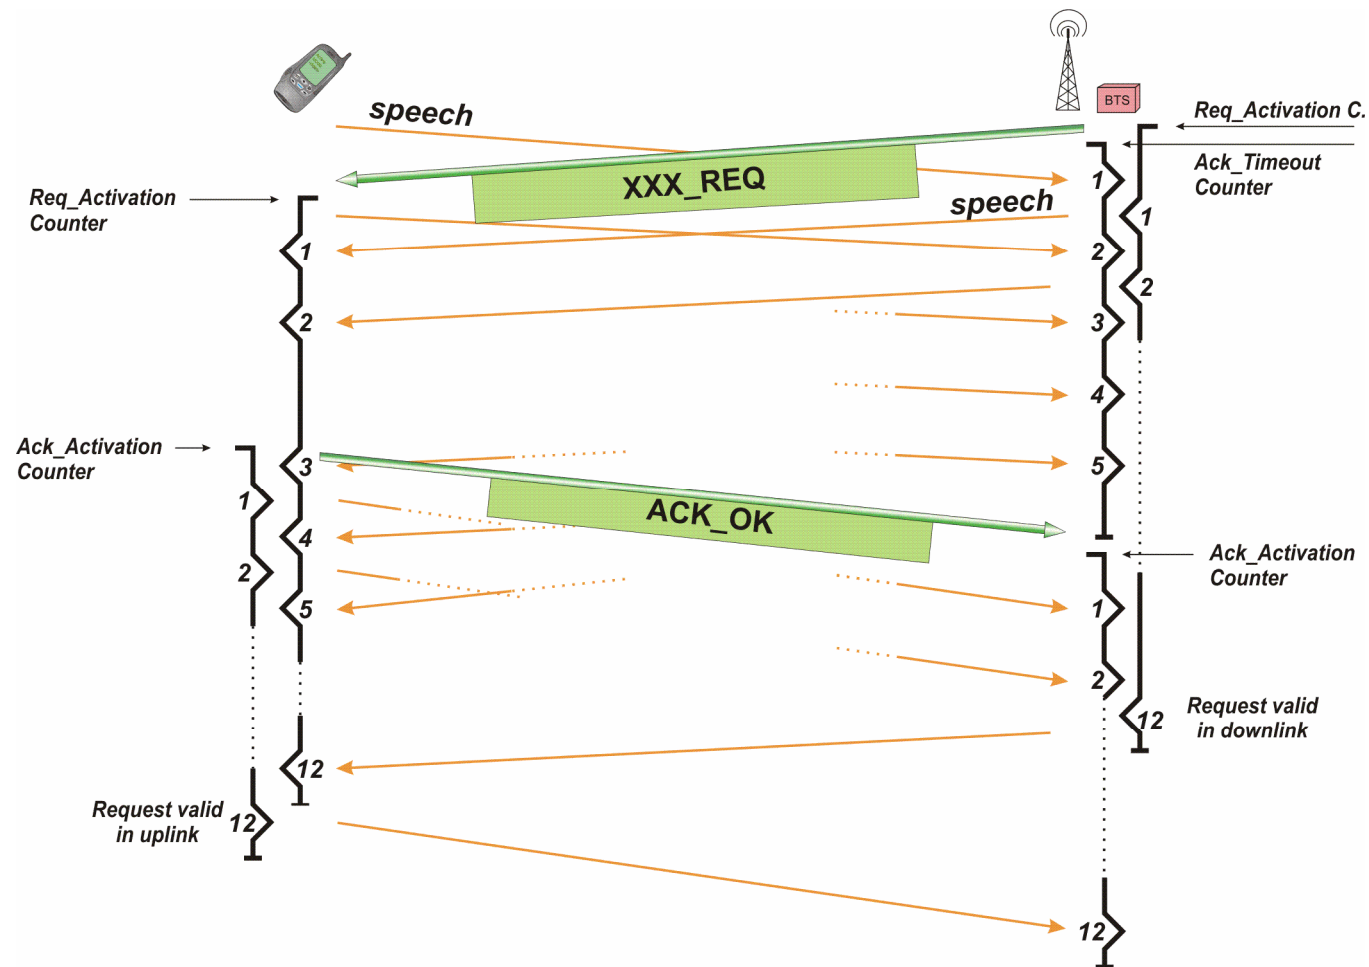 speech
BTS
Req_Activation C.
Ack_Timeout
Counter
XXX_REQ
1
Req_Activation
Counter
speech
1
1
2
2
2
3
4
Ack_Activation
Counter
3
5
1
ACK_OK
4
Ack_Activation
Counter
2
5
1
2
Request valid
in downlink
12
12
Request valid
in uplink
12
12